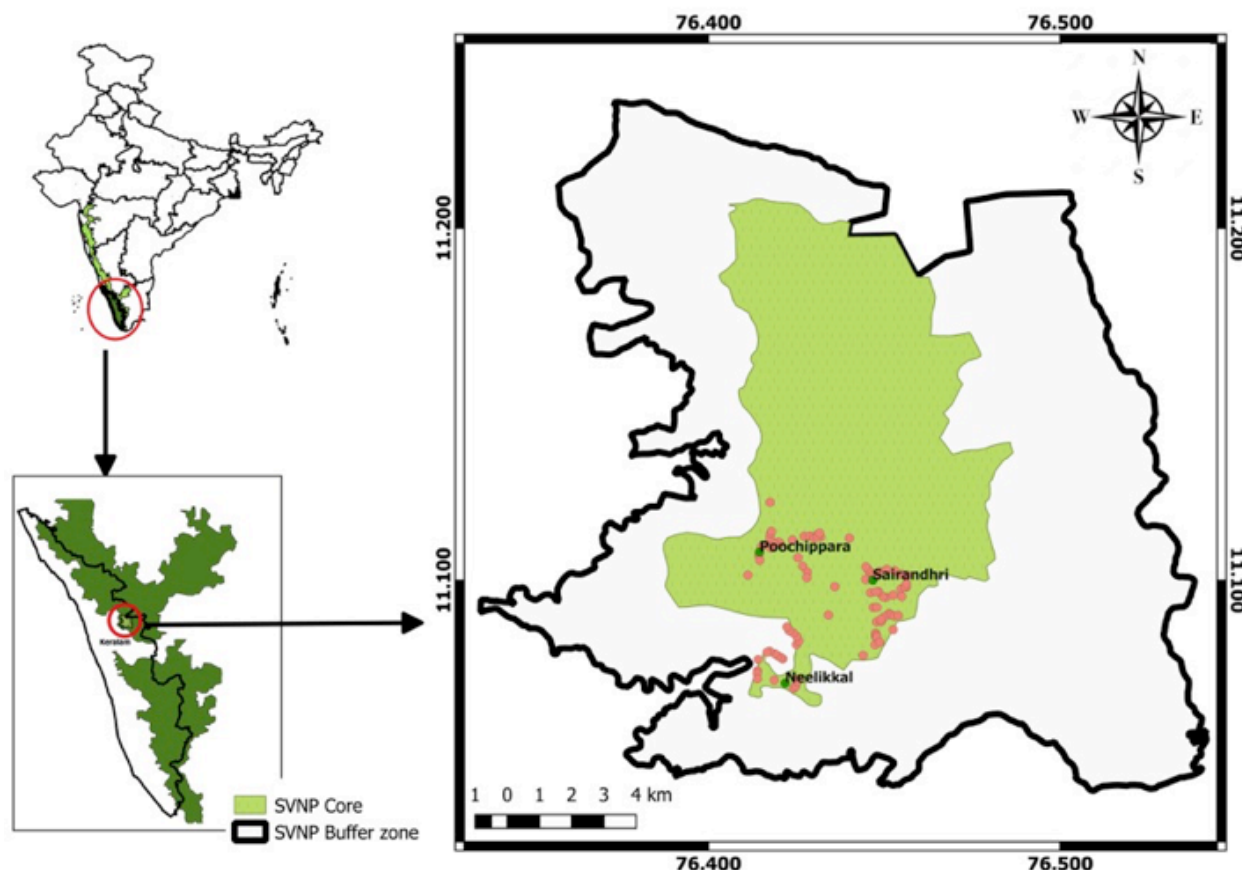 76.400 76.500
N
W E
S
11.200 11.200
Poochippara
11.100 11.100
Sairandhri
Neelikkal
Keralam
SVNP Core
SVNP Buffer zone
1 0 1 2 3 4 km
76.400 76.500